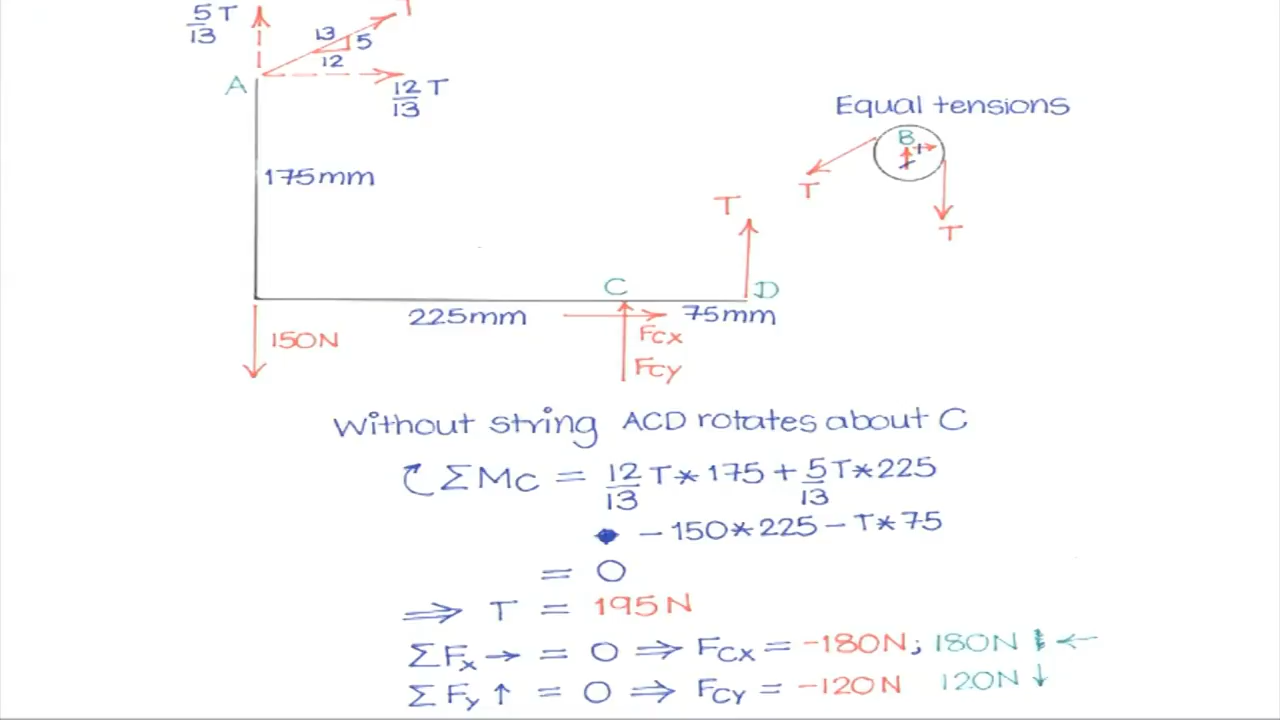 5/13 T
T
13
5
12
A
12/13 T
Equal tensions
B
175mm
T
T
T
C
D
225mm
75mm
150N
FCX
FCY
Without string ACD rotates about C
ΣMC = 12/13 T*175 + 5/13 T*225
-150*225 - T*75
= 0
⇒ T = 195N
ΣFx → = 0 ⇒ FCX = -180N; 180N ←
ΣFy ↑ = 0 ⇒ FCY = -120N 120N ↓